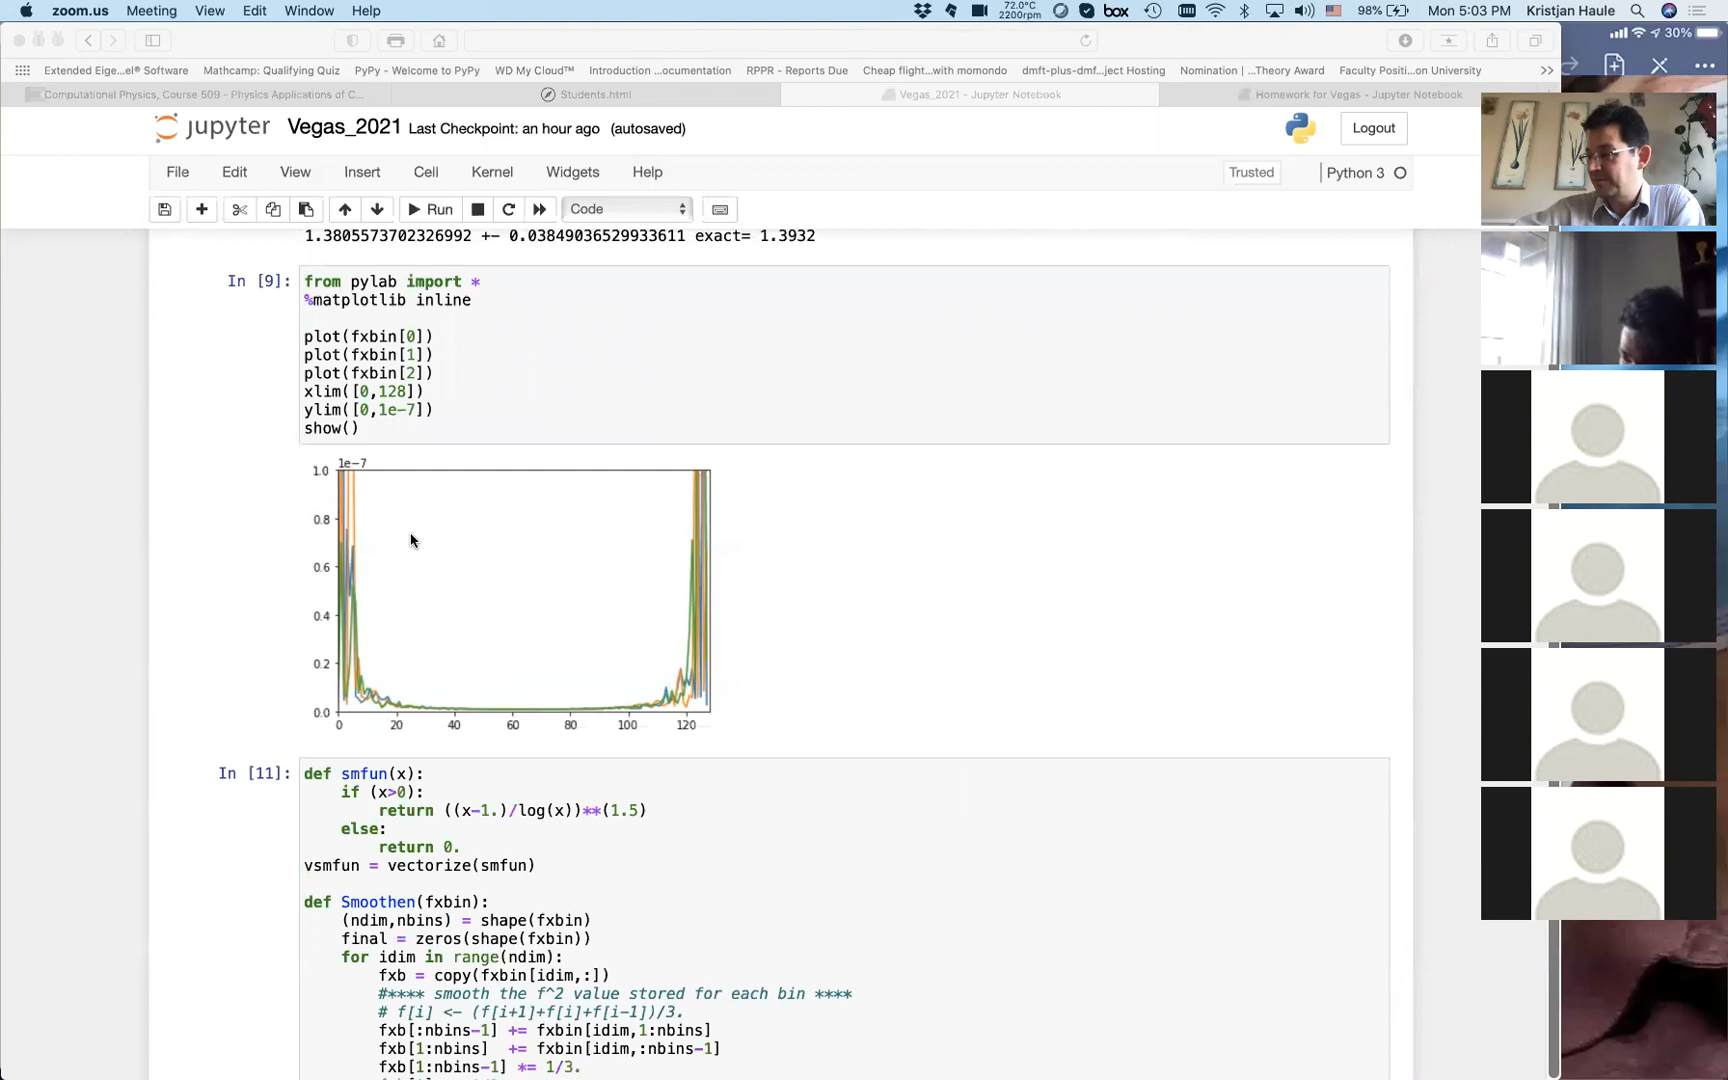 zoom.us Meeting View Edit Window Help 72.0°C 2200rpm box 98% Mon 5:03 PM Kristjan Haule
30%
Extended Eige...el® Software Mathcamp: Qualifying Quiz PyPy - Welcome to PyPy WD My Cloud™ Introduction ...ocumentation RPPR - Reports Due Cheap flight...with momondo dmft-plus-dmf...ject Hosting Nomination |...Theory Award Faculty Positi...on University
Computational Physics, Course 509 - Physics Applications of C... Students.html Vegas_2021 - Jupyter Notebook Homework for Vegas - Jupyter Notebook
jupyter Vegas_2021 Last Checkpoint: an hour ago (autosaved) Logout
File Edit View Insert Cell Kernel Widgets Help Trusted Python 3
Run Code
1.3805573702326992 +- 0.03849036529933611 exact= 1.3932
In [9]: from pylab import *
%matplotlib inline
plot(fxbin[0])
plot(fxbin[1])
plot(fxbin[2])
xlim([0,128])
ylim([0,1e-7])
show()
1e-7
1.0
0.8
0.6
0.4
0.2
0.0
0 20 40 60 80 100 120
In [11]: def smfun(x):
if (x>0):
return ((x-1.)/log(x))**(1.5)
else:
return 0.
vsmfun = vectorize(smfun)
def Smoothen(fxbin):
(ndim,nbins) = shape(fxbin)
final = zeros(shape(fxbin))
for idim in range(ndim):
fxb = copy(fxbin[idim,:])
#**** smooth the f^2 value stored for each bin ****
# f[i] <- (f[i+1]+f[i]+f[i-1])/3.
fxb[:nbins-1] += fxbin[idim,1:nbins]
fxb[1:nbins] += fxbin[idim,:nbins-1]
fxb[1:nbins-1] *= 1/3.